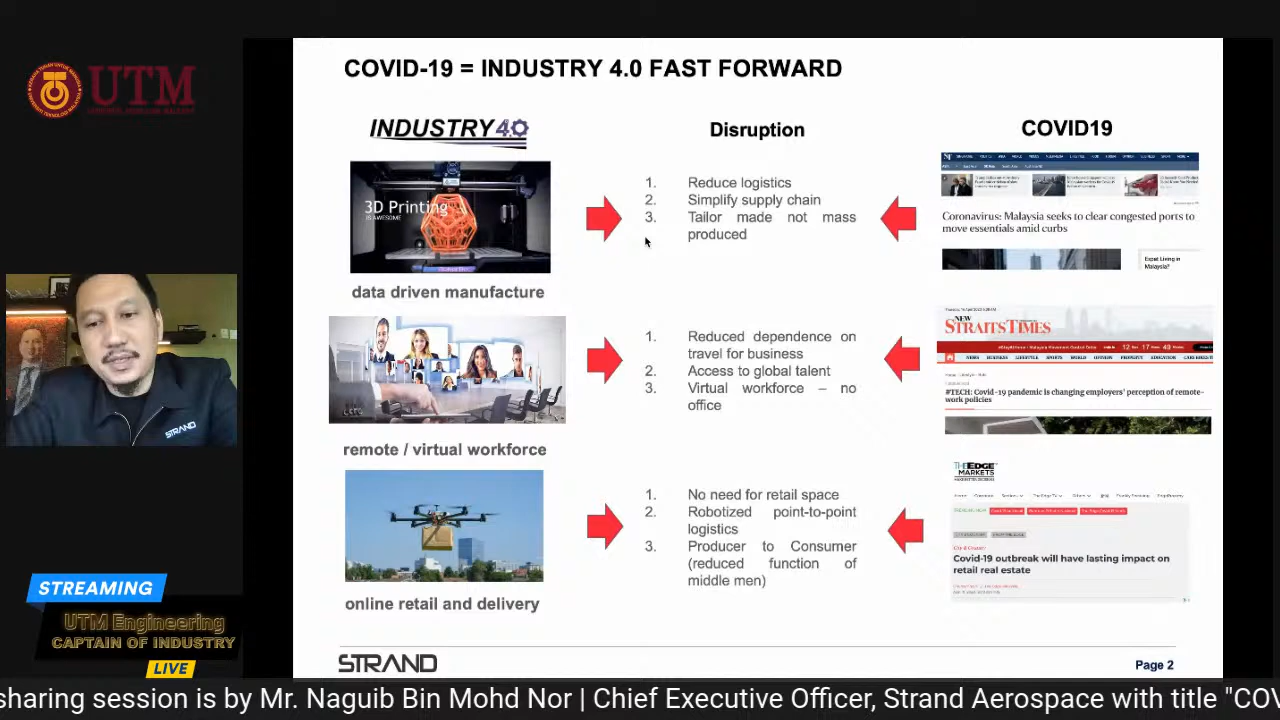 UTM
COVID-19 = INDUSTRY 4.0 FAST FORWARD
INDUSTRY 4.0
Disruption
COVID19
3D Printing
IS AWESOME
data driven manufacture
1. Reduce logistics
2. Simplify supply chain
3. Tailor made not mass
produced
Coronavirus: Malaysia seeks to clear congested ports to
move essentials amid curbs
Expat Living in
Malaysia?
remote / virtual workforce
1. Reduced dependence on
travel for business
2. Access to global talent
3. Virtual workforce – no
office
NEW
STRAITS TIMES
#TECH: Covid-19 pandemic is changing employers' perception of remote-
work policies
online retail and delivery
1. No need for retail space
2. Robotized point-to-point
logistics
3. Producer to Consumer
(reduced function of
middle men)
THE EDGE
MARKETS
Covid-19 outbreak will have lasting impact on
retail real estate
STRAND
STREAMING
UTM Engineering
CAPTAIN OF INDUSTRY
LIVE
STRAND
Page 2
sharing session is by Mr. Naguib Bin Mohd Nor | Chief Executive Officer, Strand Aerospace with title "COV